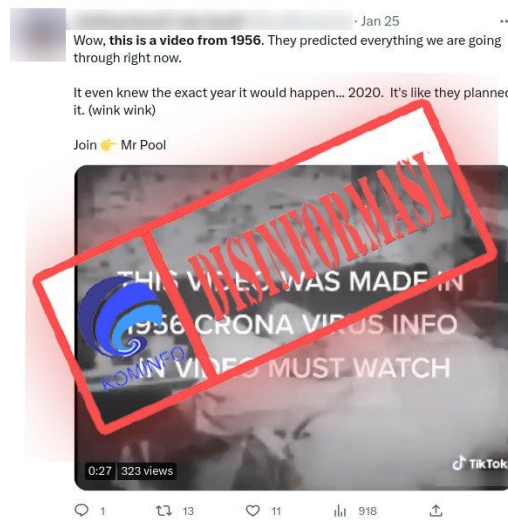 · Jan 25
Wow, this is a video from 1956. They predicted everything we are going
through right now.
It even knew the exact year it would happen... 2020. It's like they planned
it. (wink wink)
Join 👉 Mr Pool
DISINFORMASI
KOMINFO
THIS VIDEO WAS MADE IN
1956 CRONA VIRUS INFO
IN VIDEO MUST WATCH
0:27 323 views
TikTok
1 13 11 918